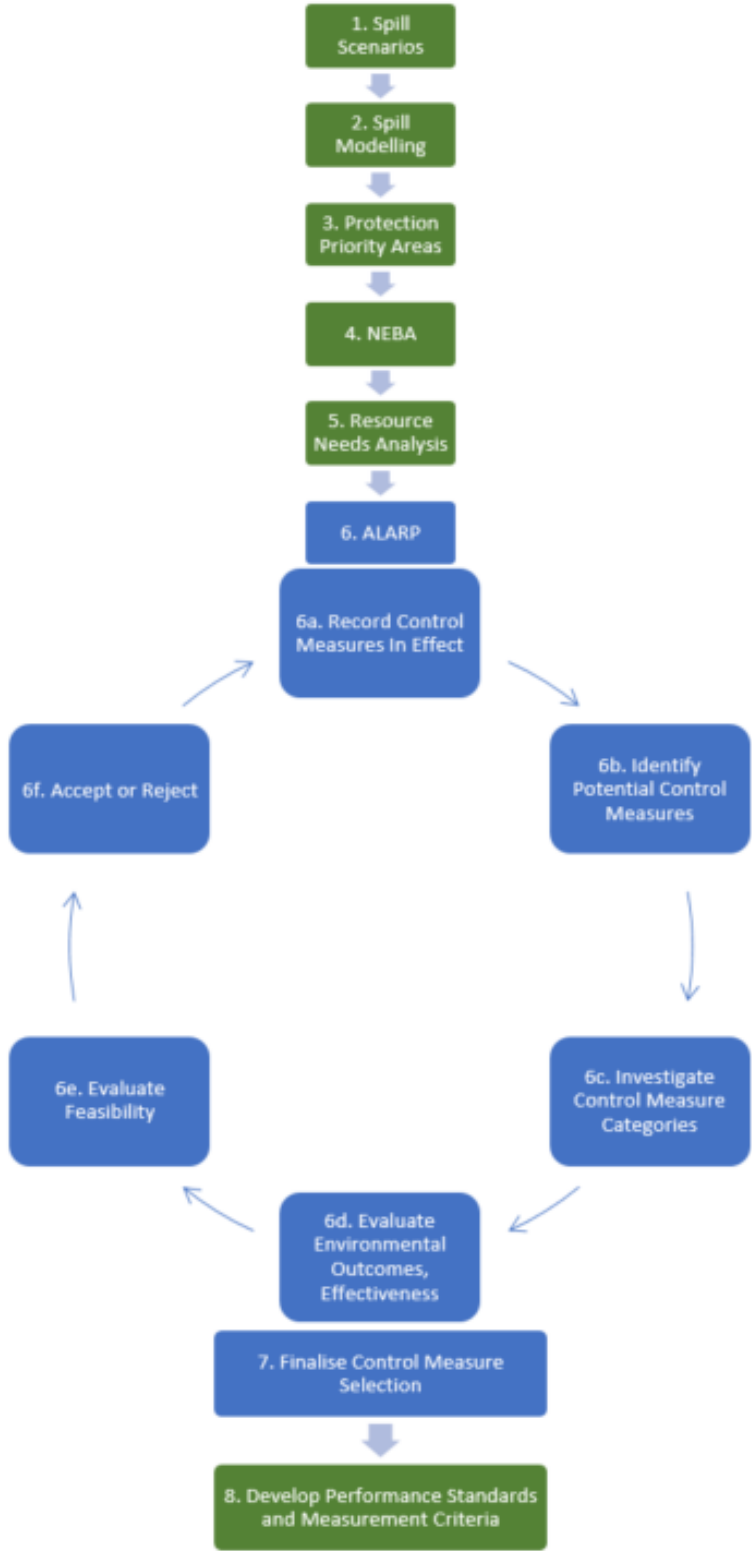 1. Spill
Scenarios
2. Spill
Modelling
3. Protection
Priority Areas
4. NEBA
5. Resource
Needs Analysis
6. ALARP
6a. Record Control
Measures In Effect
6b. Identify
Potential Control
Measures
6c. Investigate
Control Measure
Categories
6d. Evaluate
Environmental
Outcomes,
Effectiveness
6e. Evaluate
Feasibility
6f. Accept or Reject
7. Finalise Control Measure
Selection
8. Develop Performance Standards
and Measurement Criteria